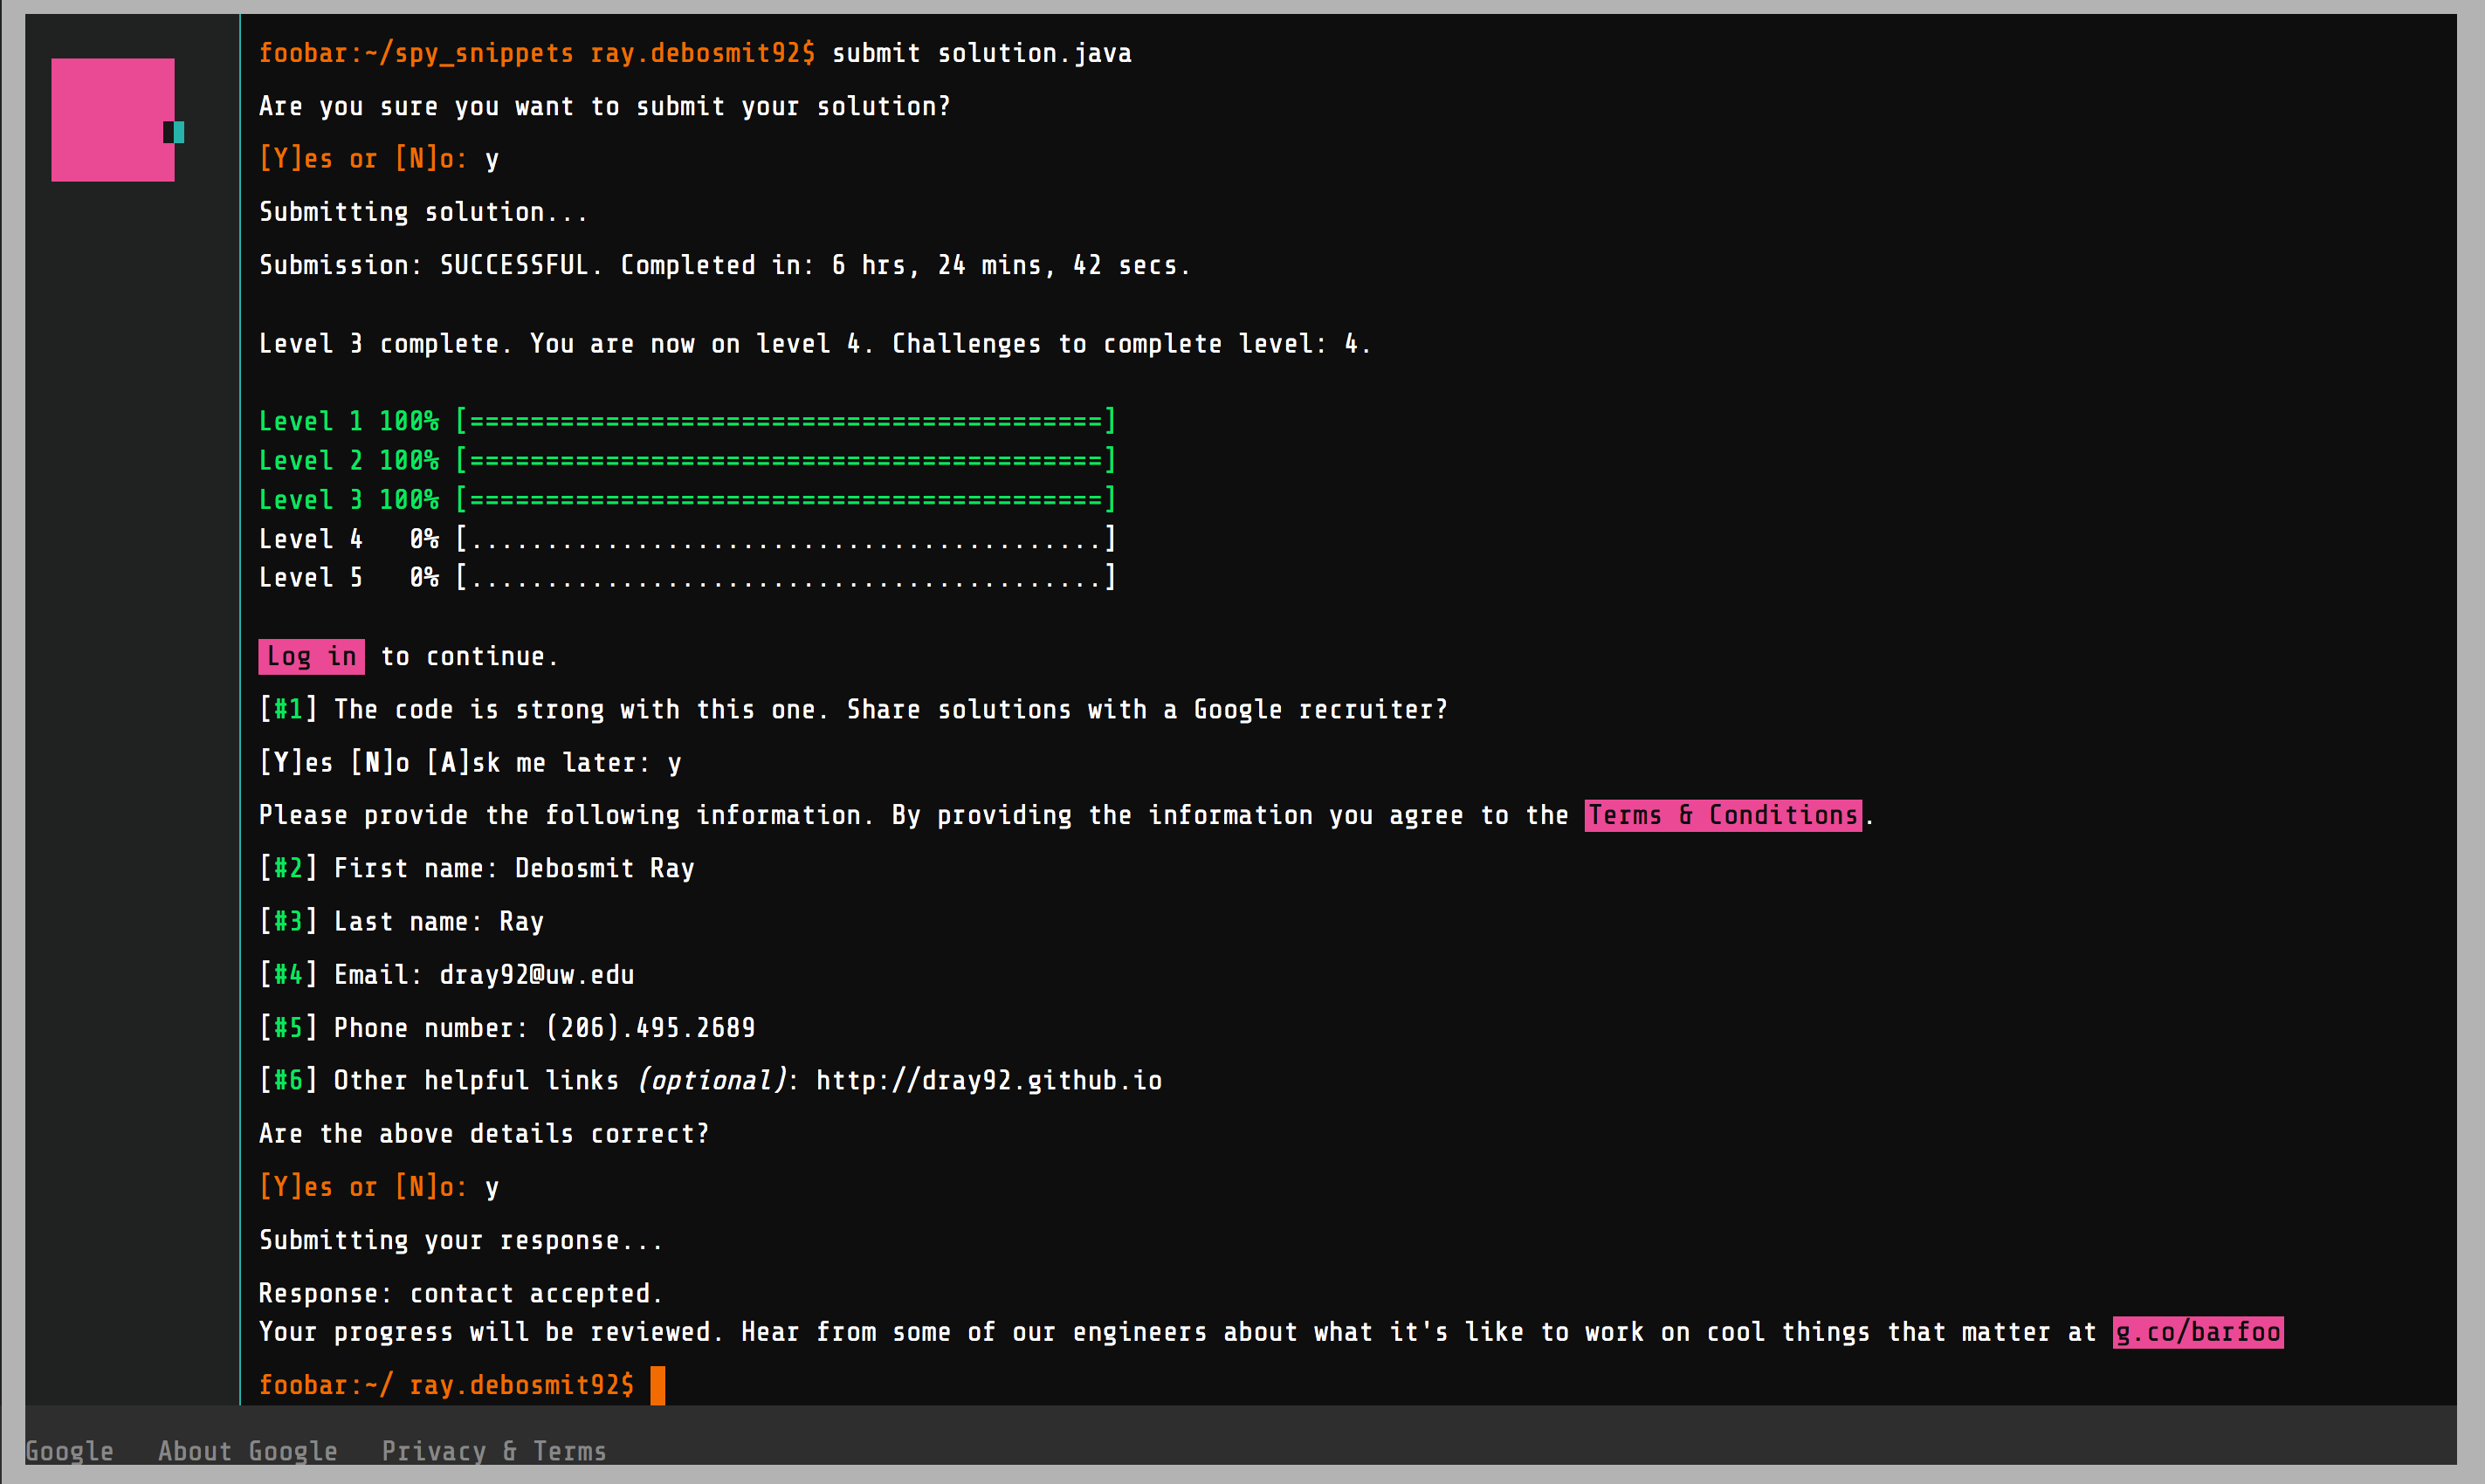 foobar:~/spy_snippets ray.debosmit92$ submit solution.java
Are you sure you want to submit your solution?
[Y]es or [N]o: y
Submitting solution...
Submission: SUCCESSFUL. Completed in: 6 hrs, 24 mins, 42 secs.
Level 3 complete. You are now on level 4. Challenges to complete level: 4.
Level 1 100% [==========================================]
Level 2 100% [==========================================]
Level 3 100% [==========================================]
Level 4   0% [..........................................]
Level 5   0% [..........................................]
Log in to continue.
[#1] The code is strong with this one. Share solutions with a Google recruiter?
[Y]es [N]o [A]sk me later: y
Please provide the following information. By providing the information you agree to the Terms & Conditions.
[#2] First name: Debosmit Ray
[#3] Last name: Ray
[#4] Email: dray92@uw.edu
[#5] Phone number: (206).495.2689
[#6] Other helpful links (optional): http://dray92.github.io
Are the above details correct?
[Y]es or [N]o: y
Submitting your response...
Response: contact accepted.
Your progress will be reviewed. Hear from some of our engineers about what it's like to work on cool things that matter at g.co/barfoo
foobar:~/ ray.debosmit92$
Google   About Google   Privacy & Terms